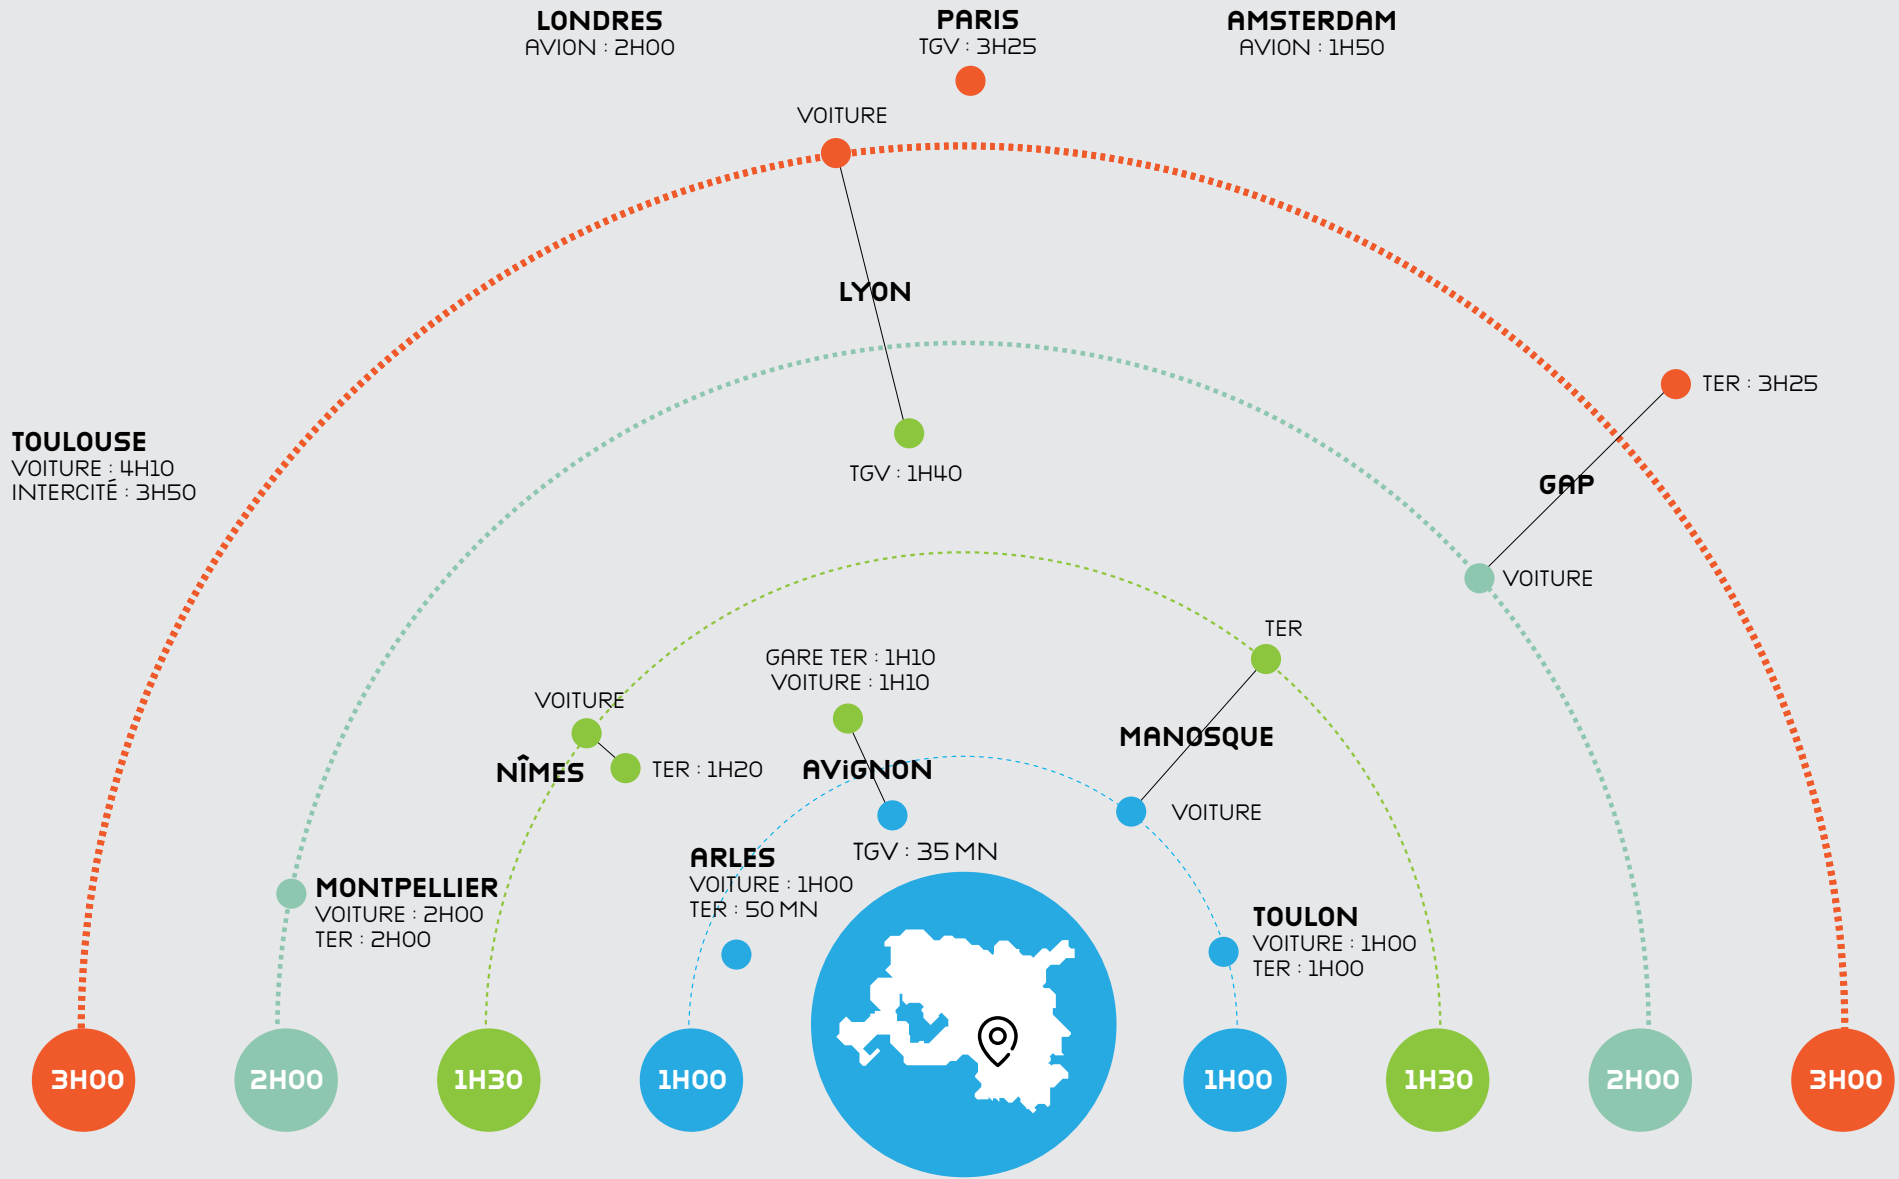 LONDRES
AVION : 2H00
PARIS
TGV : 3H25
AMSTERDAM
AVION : 1H50
VOITURE
LYON
TGV : 1H40
TER : 3H25
GAP
VOITURE
TOULOUSE
VOITURE : 4H10
INTERCITÉ : 3H50
TER
MANOSQUE
VOITURE
GARE TER : 1H10
VOITURE : 1H10
AViGNON
TGV : 35 MN
VOITURE
NÎMES
TER : 1H20
ARLES
VOITURE : 1H00
TER : 50 MN
MONTPELLIER
VOITURE : 2H00
TER : 2H00
TOULON
VOITURE : 1H00
TER : 1H00
3H00
2H00
1H30
1H00
1H00
1H30
2H00
3H00